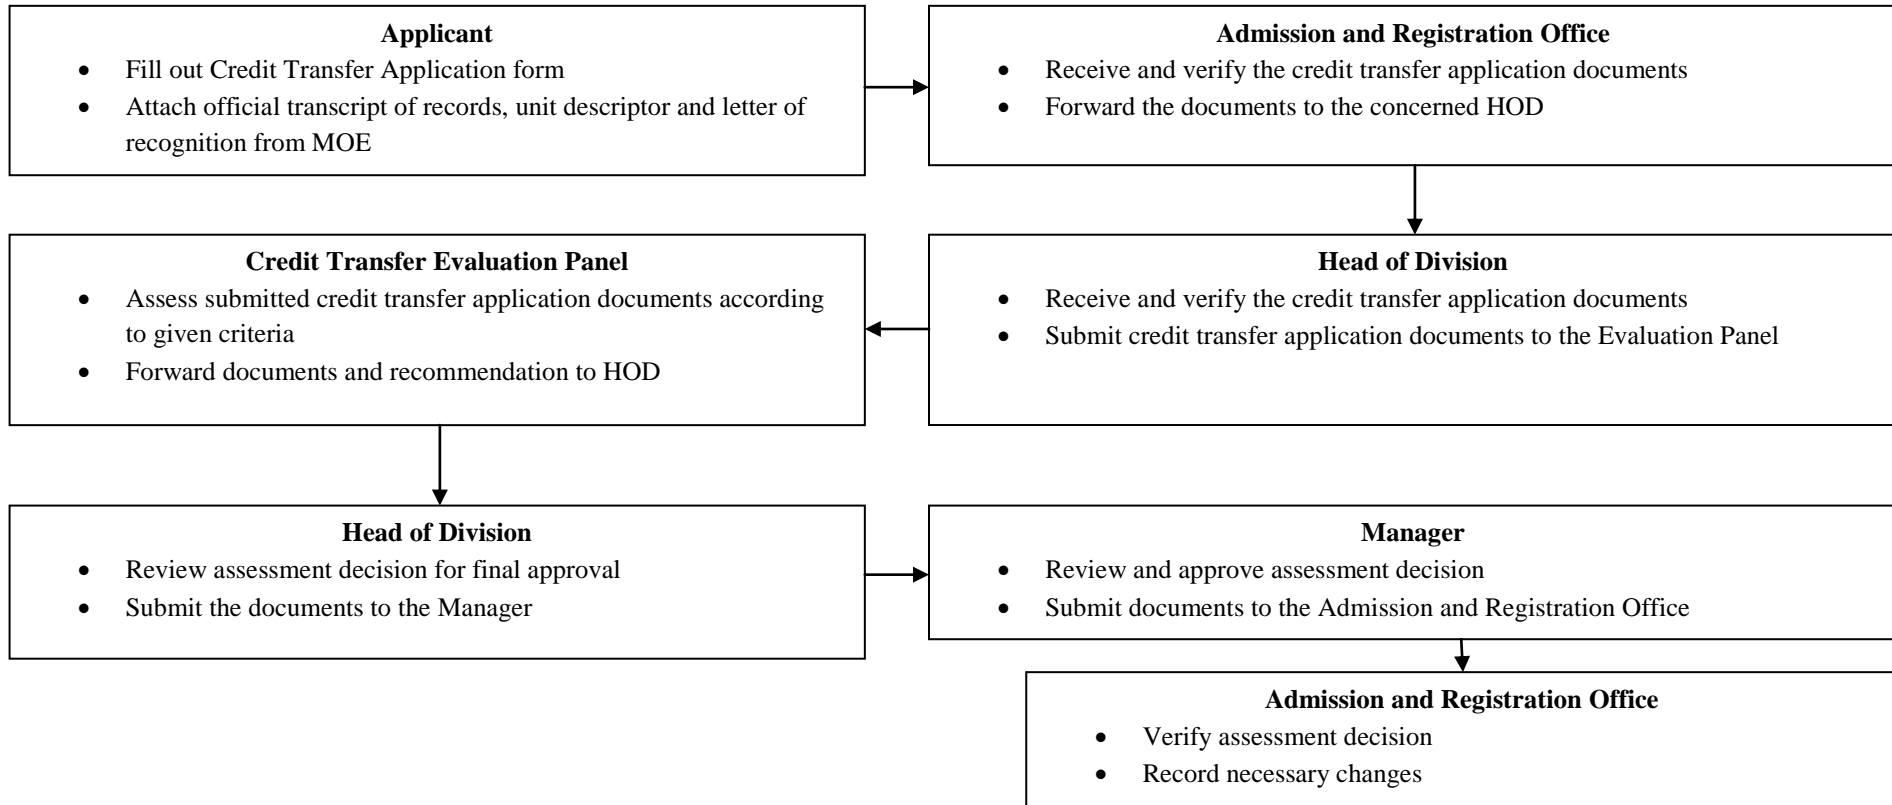 Applicant
• Fill out Credit Transfer Application form
• Attach official transcript of records, unit descriptor and letter of
recognition from MOE
Admission and Registration Office
• Receive and verify the credit transfer application documents
• Forward the documents to the concerned HOD
Head of Division
• Receive and verify the credit transfer application documents
• Submit credit transfer application documents to the Evaluation Panel
Credit Transfer Evaluation Panel
• Assess submitted credit transfer application documents according
to given criteria
• Forward documents and recommendation to HOD
Head of Division
• Review assessment decision for final approval
• Submit the documents to the Manager
Manager
• Review and approve assessment decision
• Submit documents to the Admission and Registration Office
Admission and Registration Office
• Verify assessment decision
• Record necessary changes